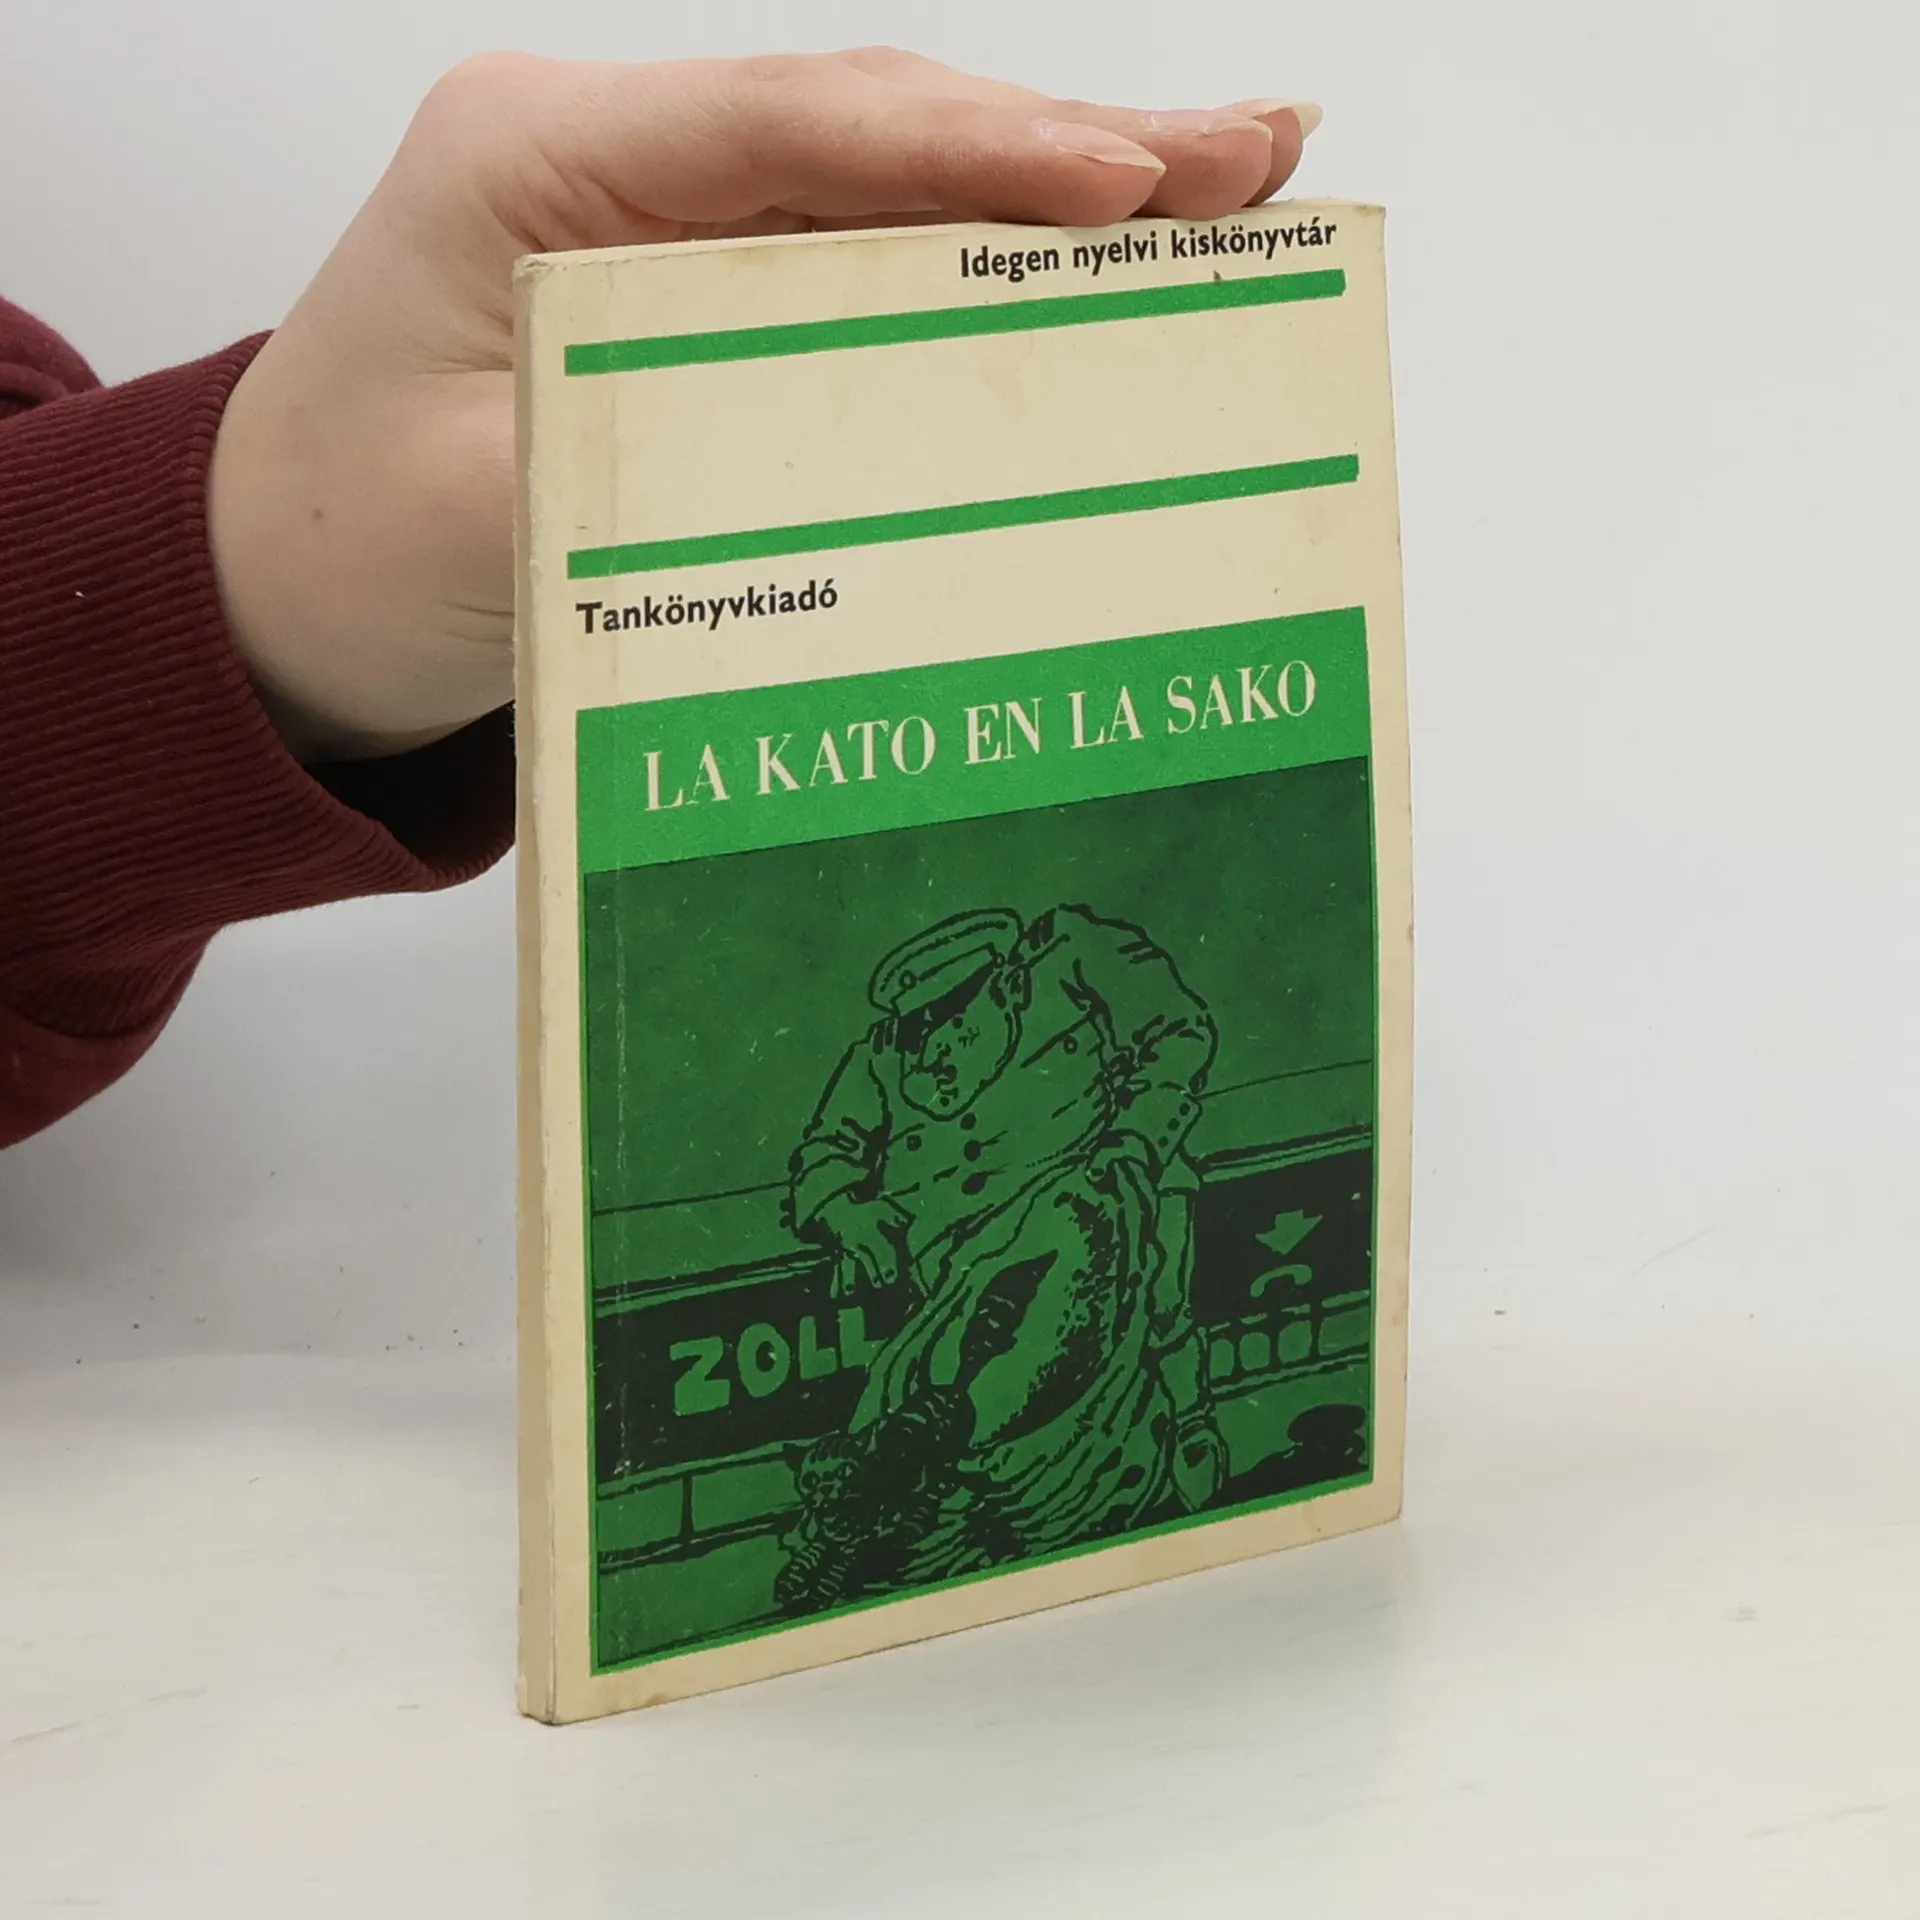 Idegen nyelvi kiskönyvtár
Tankönyvkiadó
LA KATO EN LA SAKO
ZOLL